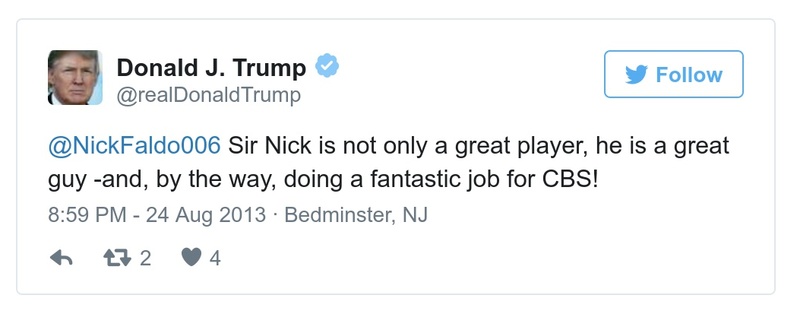 Donald J. Trump
@realDonaldTrump
Follow
@NickFaldo006 Sir Nick is not only a great player, he is a great
guy -and, by the way, doing a fantastic job for CBS!
8:59 PM - 24 Aug 2013 · Bedminster, NJ
2 4